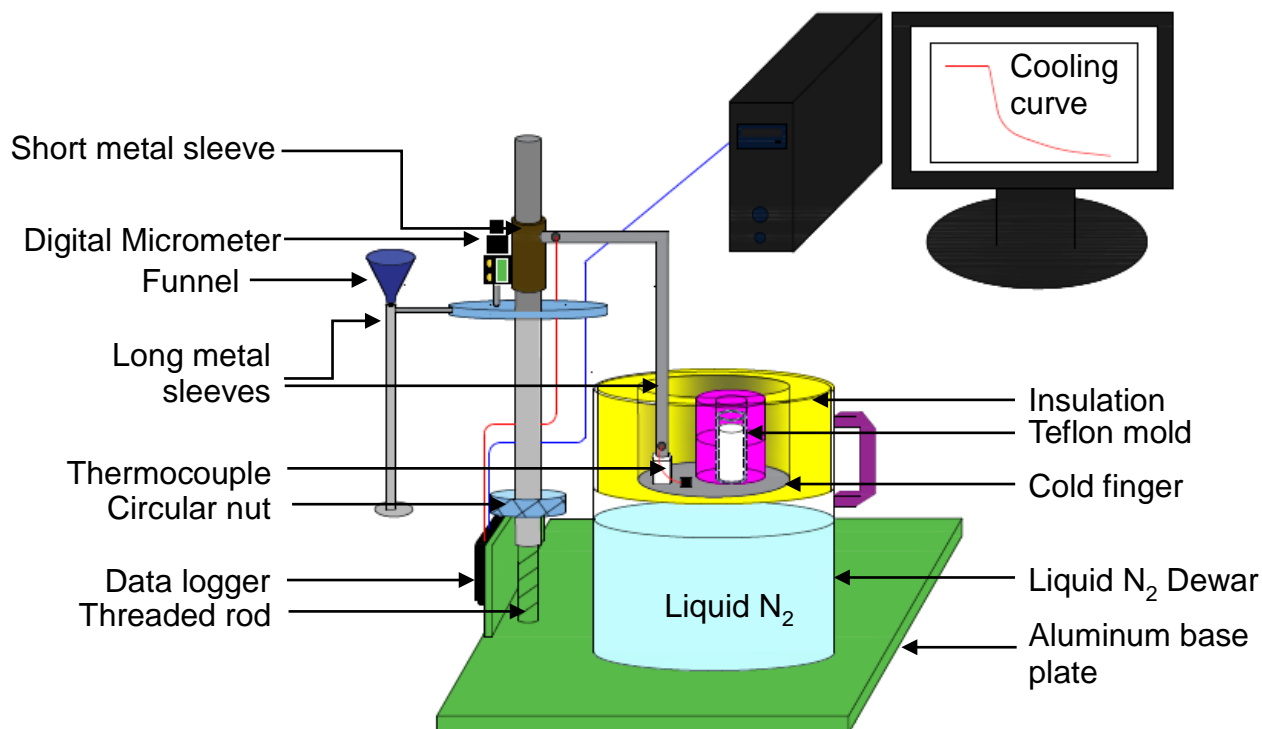 Cooling
curve
Short metal sleeve
Digital Micrometer
Funnel
Long metal
sleeves
Insulation
Teflon mold
Thermocouple
Cold finger
Circular nut
Data logger
Liquid N₂ Dewar
Threaded rod
Liquid N₂
Aluminum base
plate